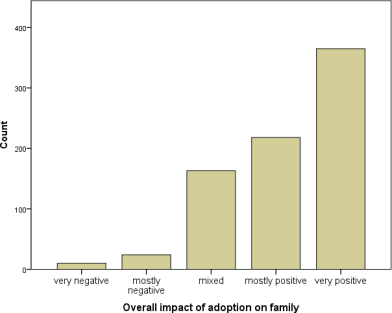 400
300
200
100
0
Count
very negative
mostly
negative
mixed
mostly positive
very positive
Overall impact of adoption on family